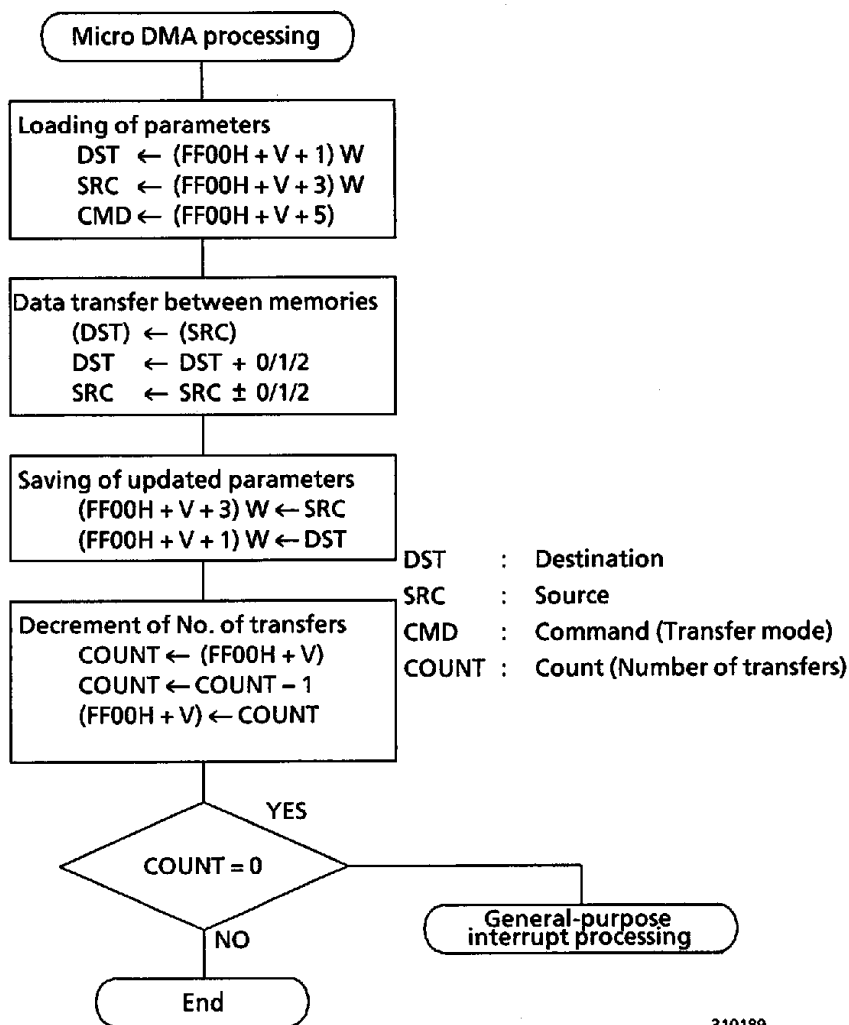 Micro DMA processing
Loading of parameters
DST ← (FF00H + V + 1) W
SRC ← (FF00H + V + 3) W
CMD ← (FF00H + V + 5)
Data transfer between memories
(DST) ← (SRC)
DST ← DST + 0/1/2
SRC ← SRC ± 0/1/2
Saving of updated parameters
(FF00H + V + 3) W ← SRC
(FF00H + V + 1) W ← DST
DST : Destination
SRC : Source
CMD : Command (Transfer mode)
COUNT : Count (Number of transfers)
Decrement of No. of transfers
COUNT ← (FF00H + V)
COUNT ← COUNT – 1
(FF00H + V) ← COUNT
YES
COUNT = 0
NO
General-purpose
interrupt processing
End
310189